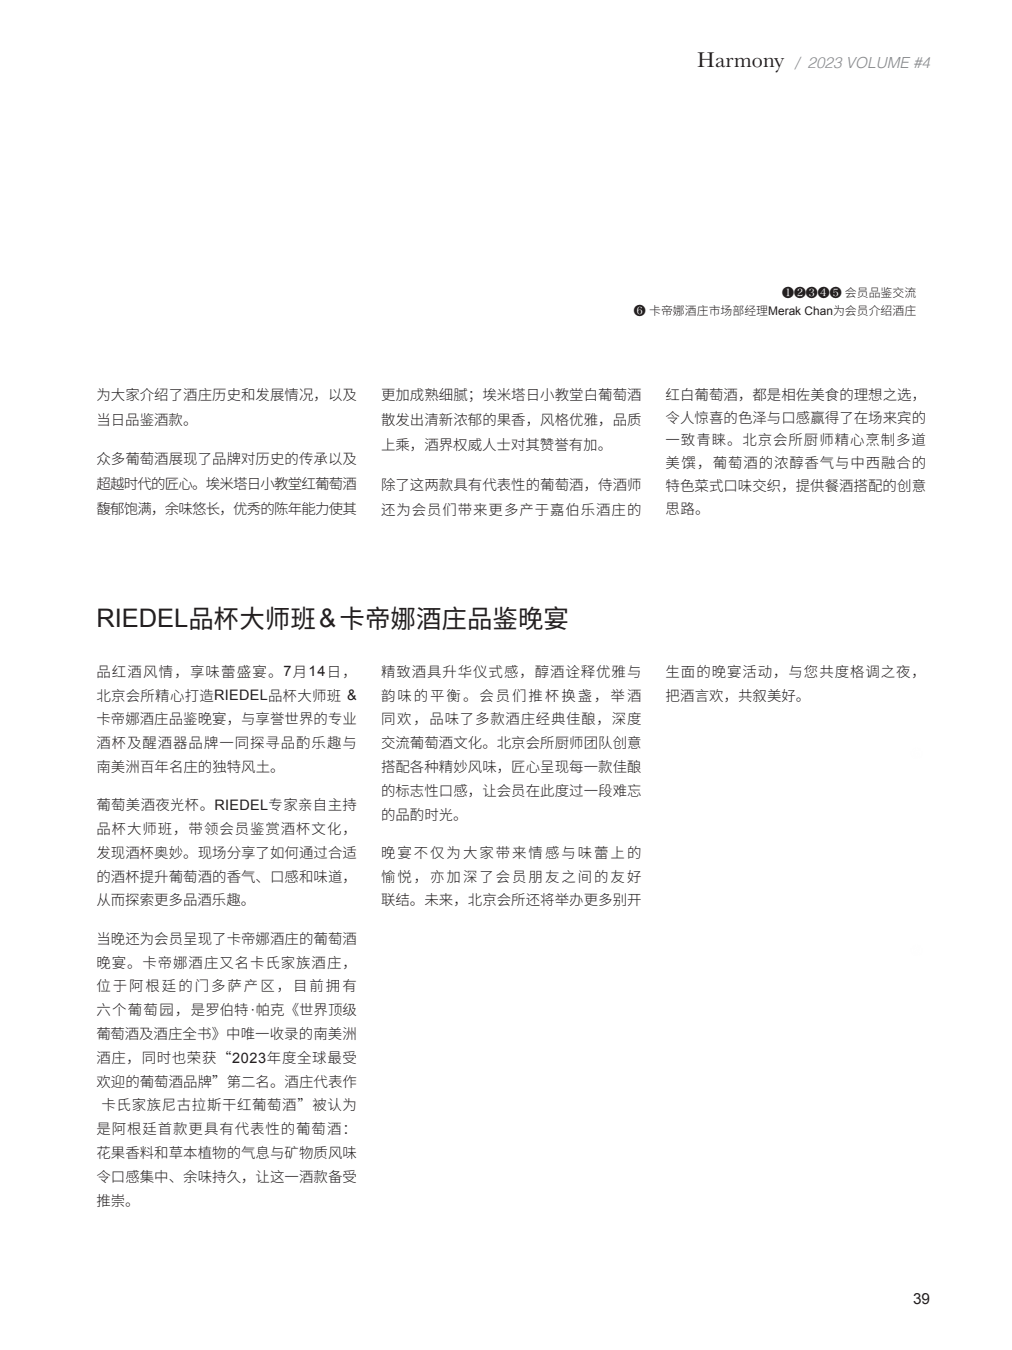 Harmony / 2023 VOLUME #4
❶❷❸❹❺ 会员品鉴交流
❻ 卡帝娜酒庄市场部经理Merak Chan为会员介绍酒庄
为大家介绍了酒庄历史和发展情况，以及
当日品鉴酒款。
众多葡萄酒展现了品牌对历史的传承以及
超越时代的匠心。埃米塔日小教堂红葡萄酒
馥郁饱满，余味悠长，优秀的陈年能力使其
更加成熟细腻；埃米塔日小教堂白葡萄酒
散发出清新浓郁的果香，风格优雅，品质
上乘，酒界权威人士对其赞誉有加。
除了这两款具有代表性的葡萄酒，侍酒师
还为会员们带来更多产于嘉伯乐酒庄的
红白葡萄酒，都是相佐美食的理想之选，
令人惊喜的色泽与口感赢得了在场来宾的
一致青睐。北京会所厨师精心烹制多道
美馔，葡萄酒的浓醇香气与中西融合的
特色菜式口味交织，提供餐酒搭配的创意
思路。
RIEDEL品杯大师班＆卡帝娜酒庄品鉴晚宴
品红酒风情，享味蕾盛宴。7月14日，
北京会所精心打造RIEDEL品杯大师班 &
卡帝娜酒庄品鉴晚宴，与享誉世界的专业
酒杯及醒酒器品牌一同探寻品酌乐趣与
南美洲百年名庄的独特风土。
葡萄美酒夜光杯。RIEDEL专家亲自主持
品杯大师班，带领会员鉴赏酒杯文化，
发现酒杯奥妙。现场分享了如何通过合适
的酒杯提升葡萄酒的香气、口感和味道，
从而探索更多品酒乐趣。
当晚还为会员呈现了卡帝娜酒庄的葡萄酒
晚宴。卡帝娜酒庄又名卡氏家族酒庄，
位于阿根廷的门多萨产区，目前拥有
六个葡萄园，是罗伯特·帕克《世界顶级
葡萄酒及酒庄全书》中唯一收录的南美洲
酒庄，同时也荣获“2023年度全球最受
欢迎的葡萄酒品牌”第二名。酒庄代表作
卡氏家族尼古拉斯干红葡萄酒”被认为
是阿根廷首款更具有代表性的葡萄酒：
花果香料和草本植物的气息与矿物质风味
令口感集中、余味持久，让这一酒款备受
推崇。
精致酒具升华仪式感，醇酒诠释优雅与
韵味的平衡。会员们推杯换盏，举酒
同欢，品味了多款酒庄经典佳酿，深度
交流葡萄酒文化。北京会所厨师团队创意
搭配各种精妙风味，匠心呈现每一款佳酿
的标志性口感，让会员在此度过一段难忘
的品酌时光。
晚宴不仅为大家带来情感与味蕾上的
愉悦，亦加深了会员朋友之间的友好
联结。未来，北京会所还将举办更多别开
生面的晚宴活动，与您共度格调之夜，
把酒言欢，共叙美好。
39